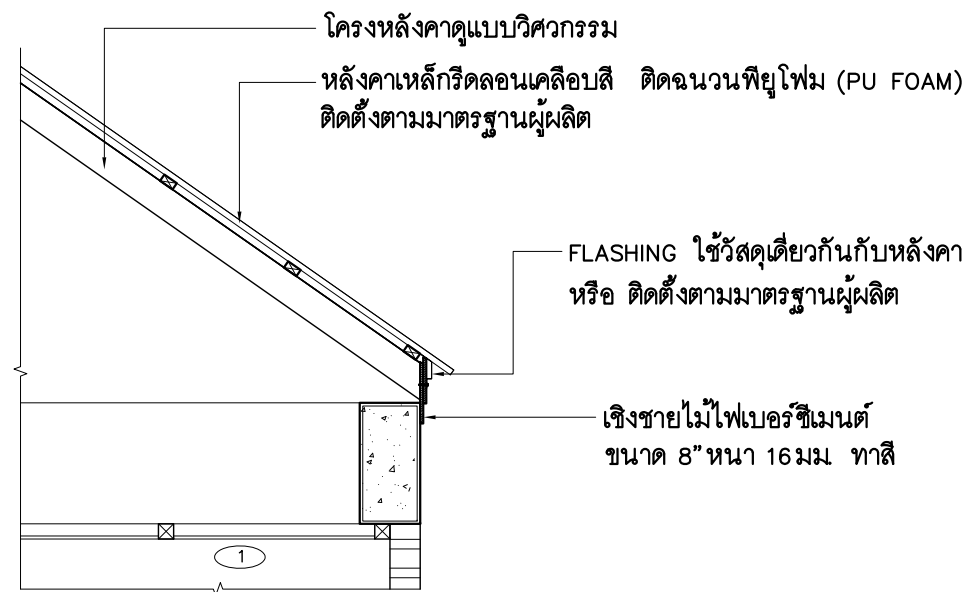 โครงหลังคาดูแบบวิศวกรรม
หลังคาเหล็กรีดลอนเคลือบสี ติดฉนวนพียูโฟม (PU FOAM)
ติดตั้งตามมาตรฐานผู้ผลิต
FLASHING ใช้วัสดุเดี่ยวกันกับหลังคา
หรือ ติดตั้งตามมาตรฐานผู้ผลิต
เชิงชายไม้ไฟเบอร์ซีเมนต์
ขนาด 8" หนา 16 มม. ทาสี
1